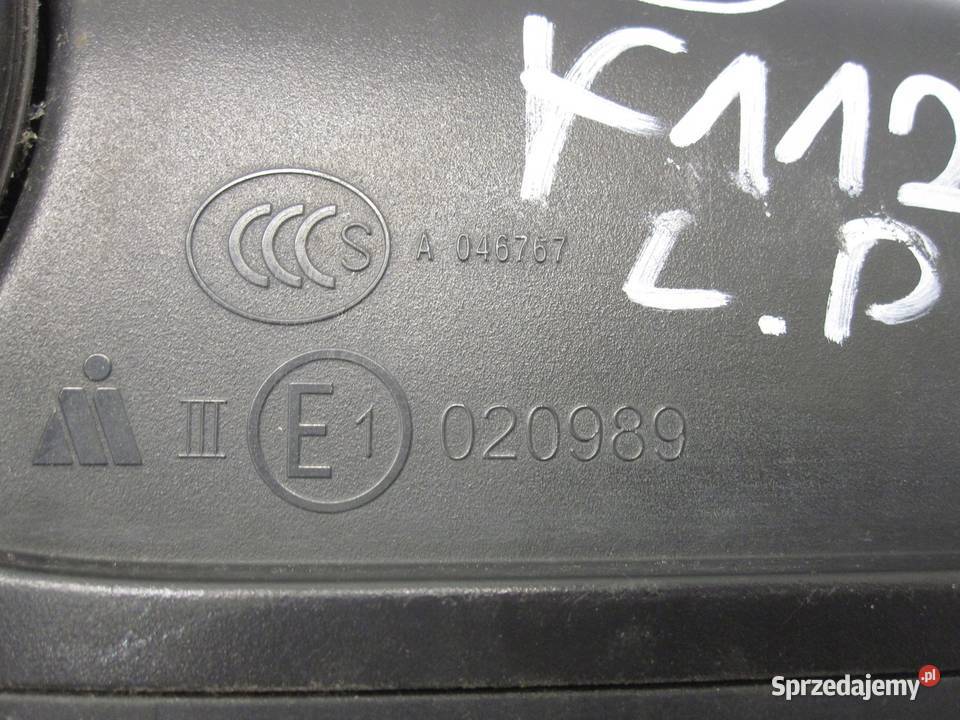 K112
L.P
CCCS A 046767
III E1 020989
Sprzedajemy.pl